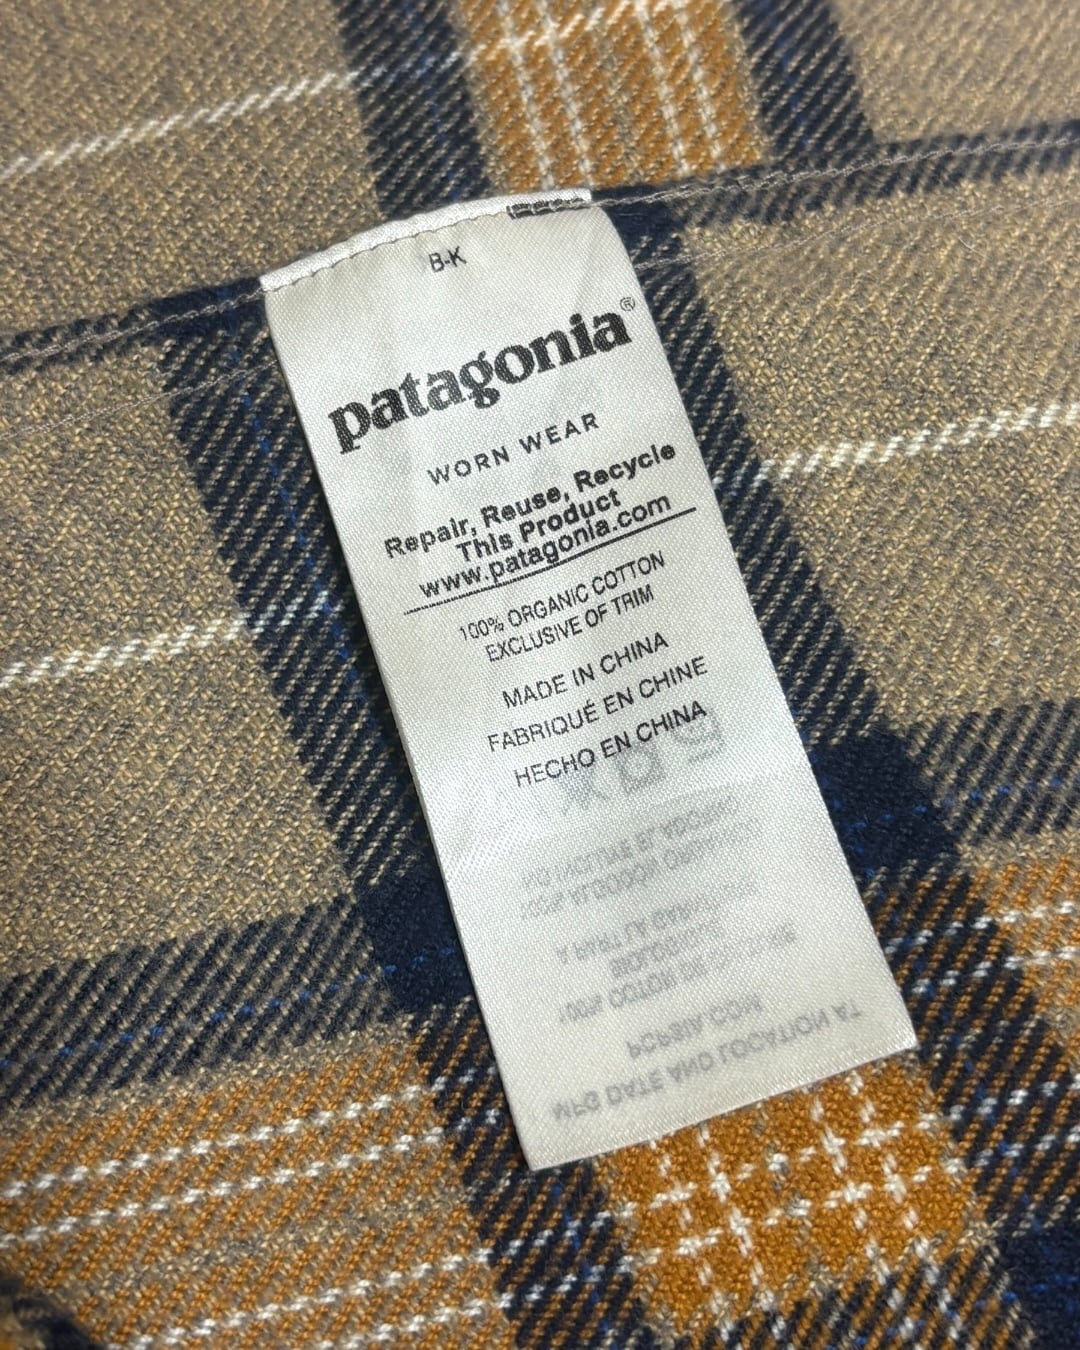 B-K
patagonia®
WORN WEAR
Repair, Reuse, Recycle
This Product
www.patagonia.com
100% ORGANIC COTTON
EXCLUSIVE OF TRIM
MADE IN CHINA
FABRIQUÉ EN CHINE
HECHO EN CHINA